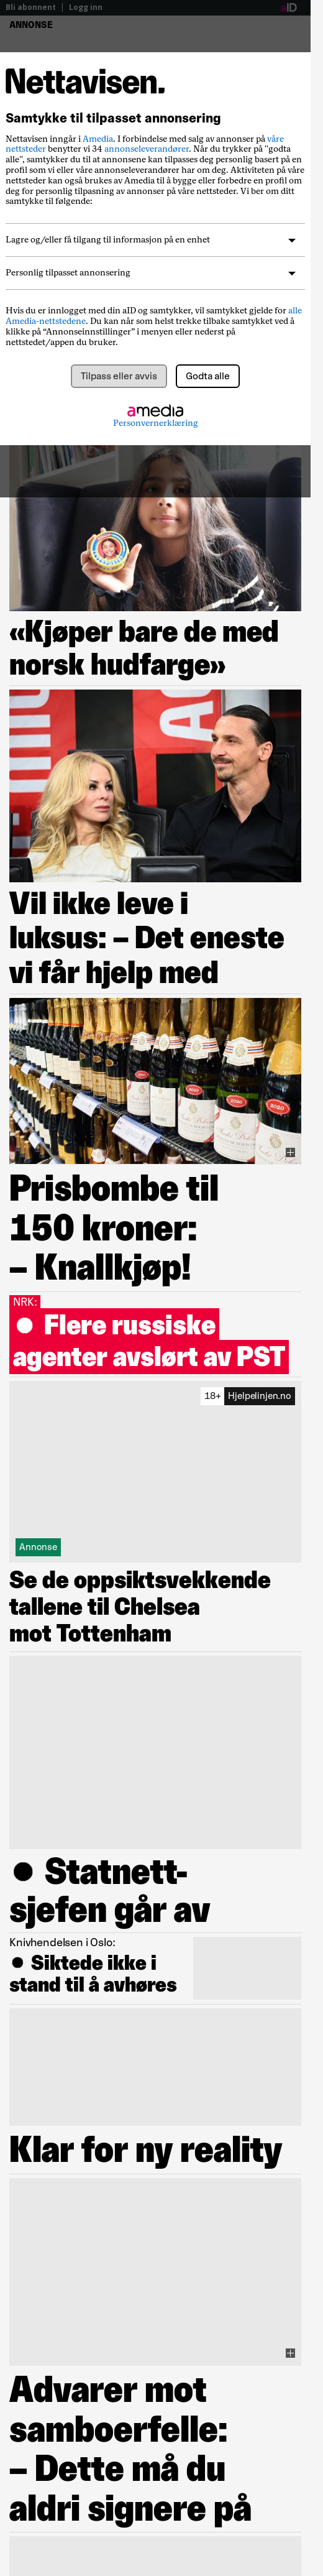 Bli abonnent | Logg inn aID
ANNONSE
Nettavisen.
Samtykke til tilpasset annonsering
Nettavisen inngår i Amedia. I forbindelse med salg av annonser på våre
nettsteder benytter vi 34 annonseleverandører. Når du trykker på "godta
alle", samtykker du til at annonsene kan tilpasses deg personlig basert på en
profil som vi eller våre annonseleverandører har om deg. Aktiviteten på våre
nettsteder kan også brukes av Amedia til å bygge eller forbedre en profil om
deg for personlig tilpasning av annonser på våre nettsteder. Vi ber om ditt
samtykke til følgende:
Lagre og/eller få tilgang til informasjon på en enhet
Personlig tilpasset annonsering
Hvis du er innlogget med din aID og samtykker, vil samtykket gjelde for alle
Amedia-nettstedene. Du kan når som helst trekke tilbake samtykket ved å
klikke på “Annonseinnstillinger” i menyen eller nederst på
nettstedet/appen du bruker.
Tilpass eller avvis Godta alle
amedia
Personvernerklæring
«Kjøper bare de med
norsk hudfarge»
Vil ikke leve i
luksus: – Det eneste
vi får hjelp med
Prisbombe til
150 kroner:
– Knallkjøp!
NRK:
● Flere russiske
agenter avslørt av PST
18+ Hjelpelinjen.no
Annonse
Se de oppsiktsvekkende
tallene til Chelsea
mot Tottenham
● Statnett-
sjefen går av
Knivhendelsen i Oslo:
● Siktede ikke i
stand til å avhøres
Klar for ny reality
Advarer mot
samboerfelle:
– Dette må du
aldri signere på